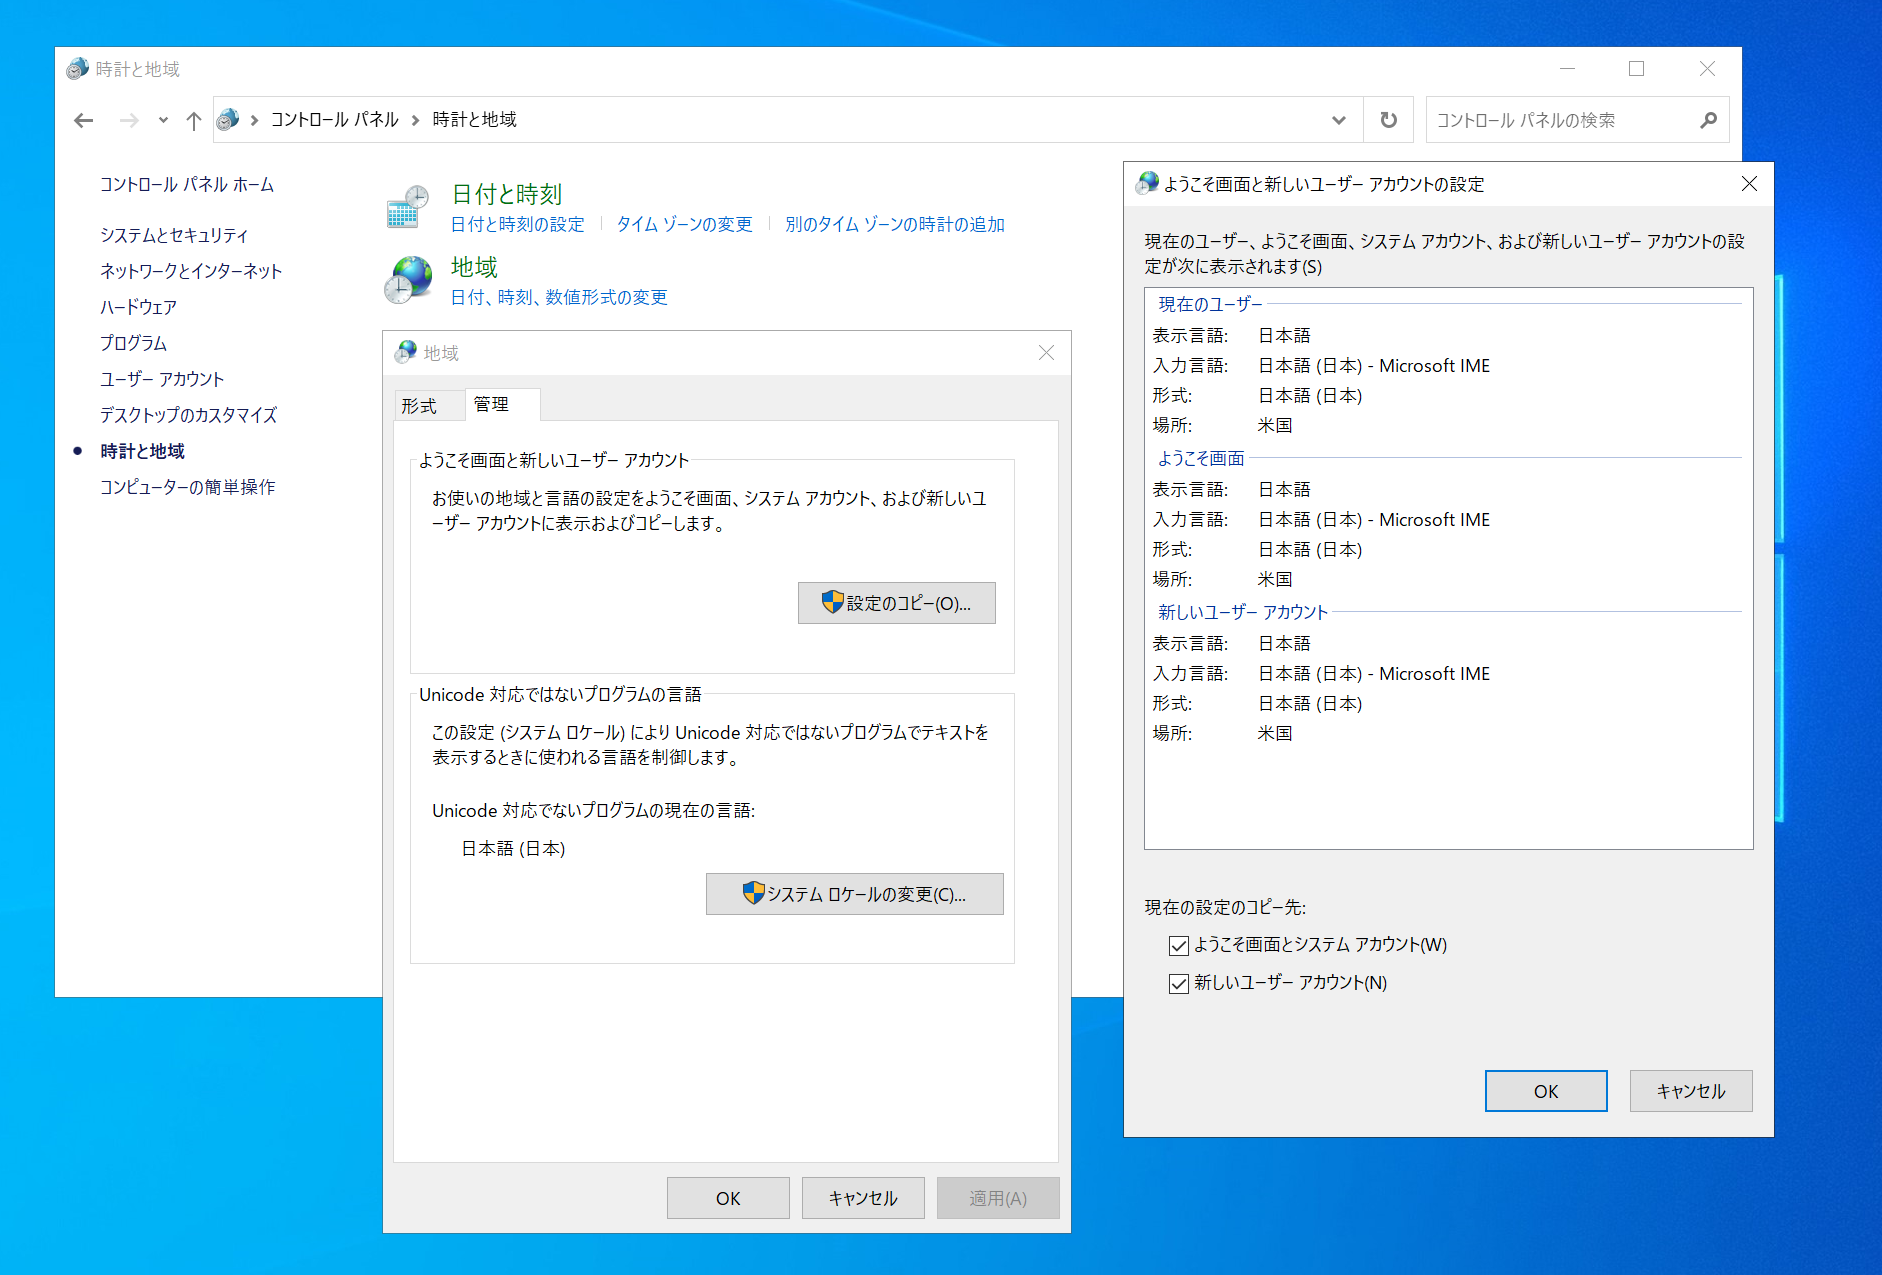 時計と地域
コントロール パネル
時計と地域
コントロール パネルの検索
コントロール パネル ホーム
システムとセキュリティ
ネットワークとインターネット
ハードウェア
プログラム
ユーザー アカウント
デスクトップのカスタマイズ
時計と地域
コンピューターの簡単操作
日付と時刻
日付と時刻の設定
タイム ゾーンの変更
別のタイム ゾーンの時計の追加
地域
日付、時刻、数値形式の変更
地域
形式
管理
ようこそ画面と新しいユーザー アカウント
お使いの地域と言語の設定をようこそ画面、システム アカウント、および新しいユ
ーザー アカウントに表示およびコピーします。
設定のコピー(O)...
Unicode 対応ではないプログラムの言語
この設定 (システム ロケール) により Unicode 対応ではないプログラムでテキストを
表示するときに使われる言語を制御します。
Unicode 対応でないプログラムの現在の言語:
日本語 (日本)
システム ロケールの変更(C)...
OK
キャンセル
適用(A)
ようこそ画面と新しいユーザー アカウントの設定
現在のユーザー、ようこそ画面、システム アカウント、および新しいユーザー アカウントの設
定が次に表示されます(S)
現在のユーザー
表示言語: 日本語
入力言語: 日本語 (日本) - Microsoft IME
形式: 日本語 (日本)
場所: 米国
ようこそ画面
表示言語: 日本語
入力言語: 日本語 (日本) - Microsoft IME
形式: 日本語 (日本)
場所: 米国
新しいユーザー アカウント
表示言語: 日本語
入力言語: 日本語 (日本) - Microsoft IME
形式: 日本語 (日本)
場所: 米国
現在の設定のコピー先:
ようこそ画面とシステム アカウント(W)
新しいユーザー アカウント(N)
OK
キャンセル